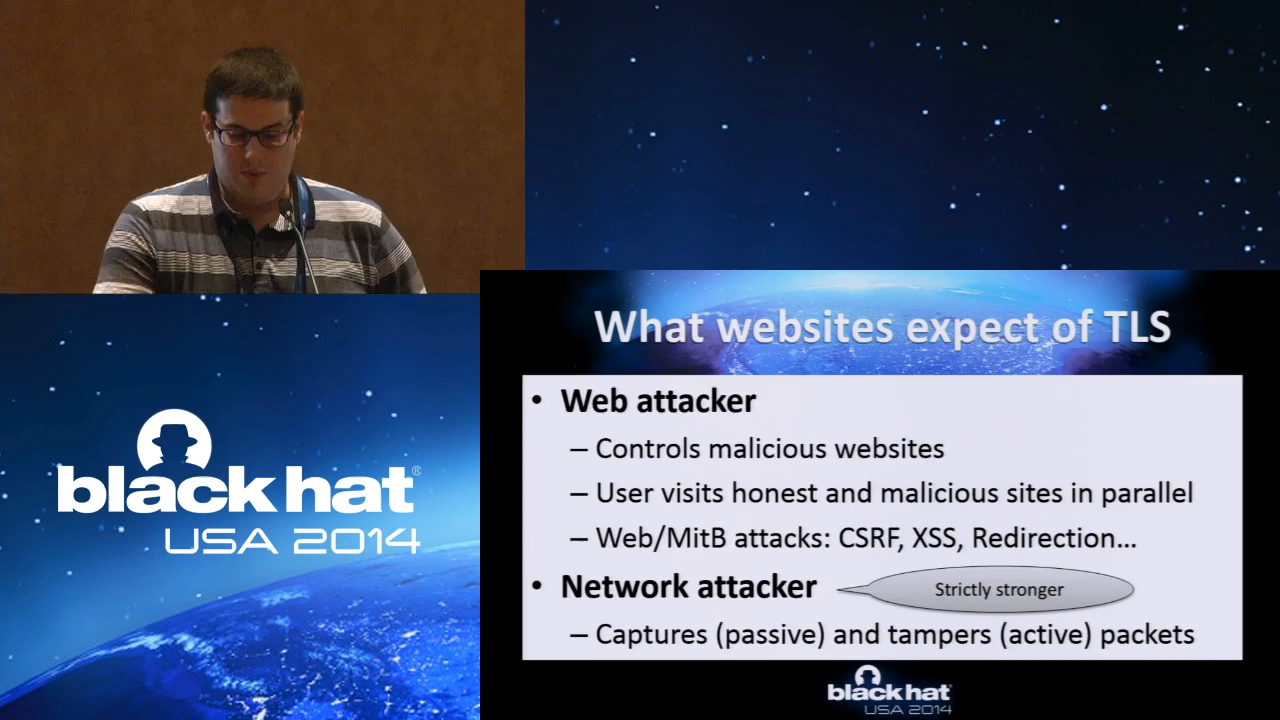 black hat®
USA 2014
What websites expect of TLS
• Web attacker
– Controls malicious websites
– User visits honest and malicious sites in parallel
– Web/MitB attacks: CSRF, XSS, Redirection...
• Network attacker
Strictly stronger
– Captures (passive) and tampers (active) packets
black hat®
USA 2014